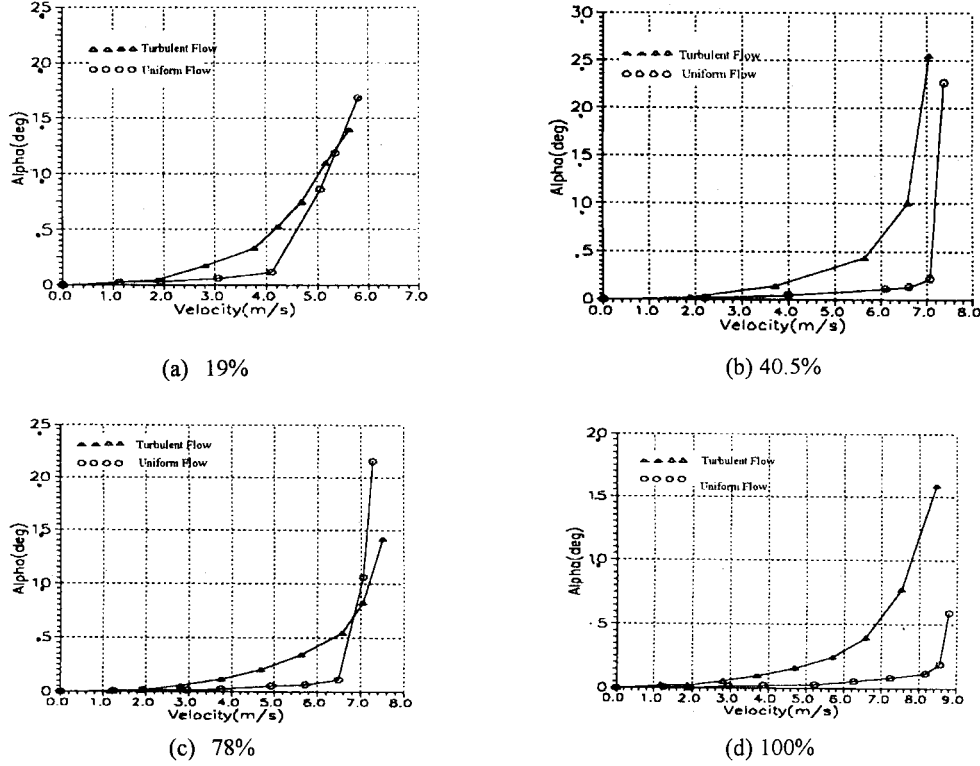 25
20
15
10
.5
0
Alpha(deg)
Turbulent Flow
Uniform Flow
0.0 1.0 2.0 3.0 4.0 5.0 6.0 7.0
Velocity(m/s)
(a) 19%
30
25
20
15
10
.5
0
Alpha(deg)
Turbulent Flow
Uniform Flow
0.0 1.0 2.0 3.0 4.0 5.0 6.0 7.0 8.0
Velocity(m/s)
(b) 40.5%
25
20
15
10
.5
0
Alpha(deg)
Turbulent Flow
Uniform Flow
0.0 1.0 2.0 3.0 4.0 5.0 6.0 7.0 8.0
Velocity(m/s)
(c) 78%
20
1.5
10
.5
0
Alpha(deg)
Turbulent Flow
Uniform Flow
0.0 1.0 2.0 3.0 4.0 5.0 6.0 7.0 8.0 9.0
Velocity(m/s)
(d) 100%